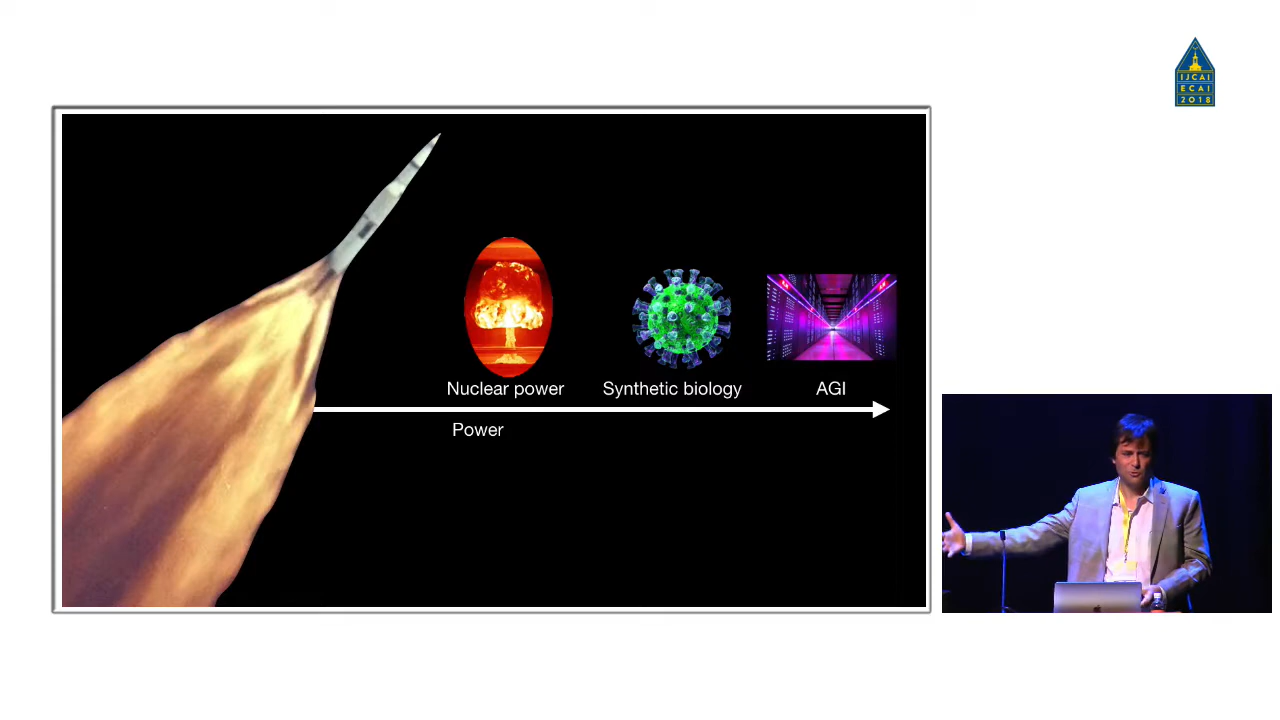 IJCAI
ECAI
2018
Nuclear power
Synthetic biology
AGI
Power